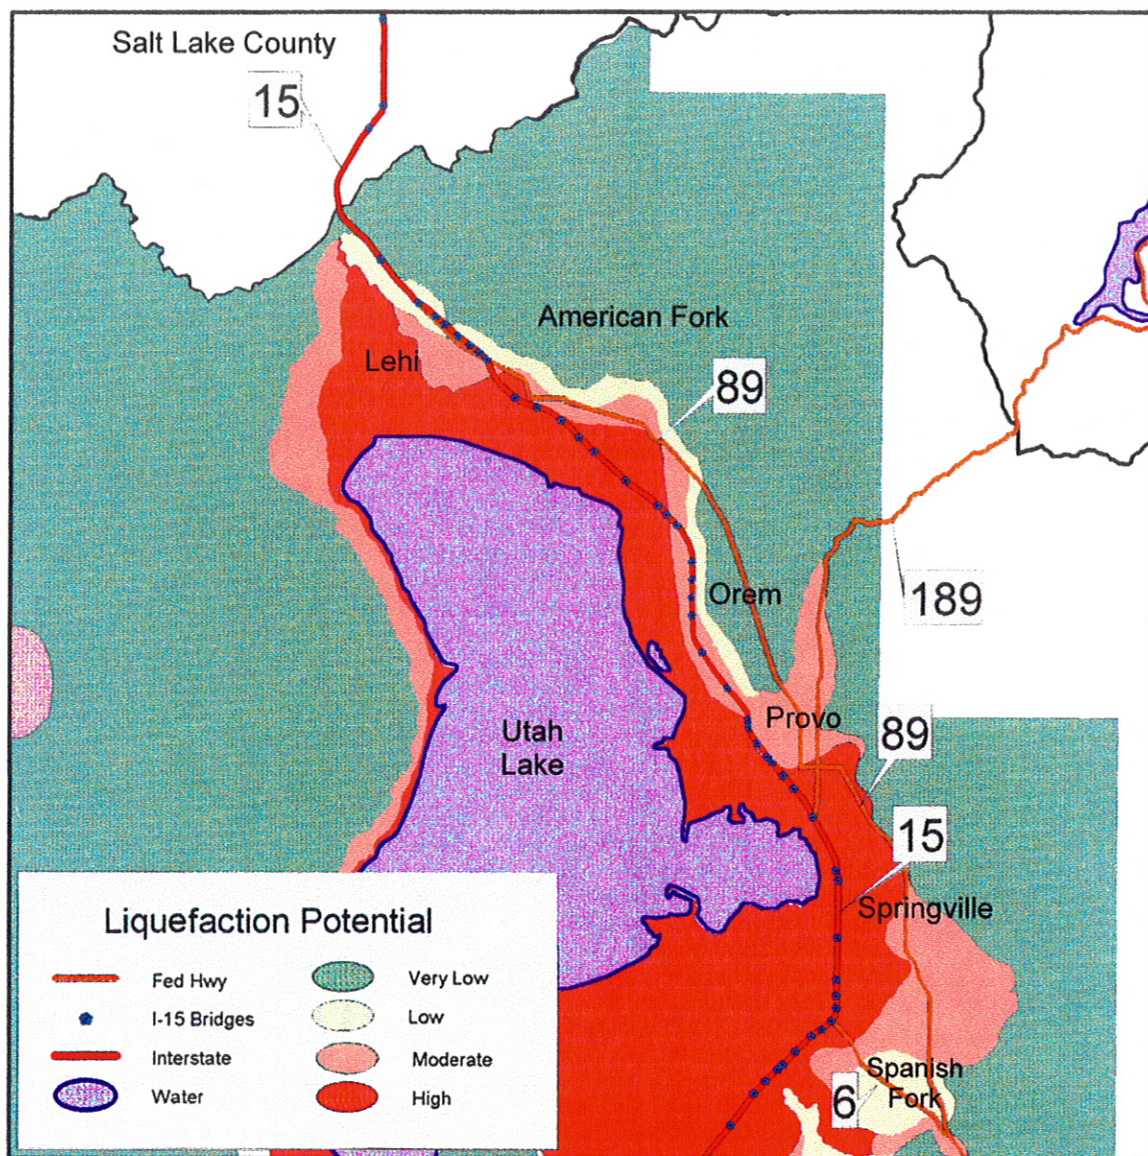 Salt Lake County
15
American Fork
Lehi
89
189
Orem
Provo
89
Utah
Lake
15
Springville
Spanish
Fork
6
Liquefaction Potential
Fed Hwy
I-15 Bridges
Interstate
Water
Very Low
Low
Moderate
High